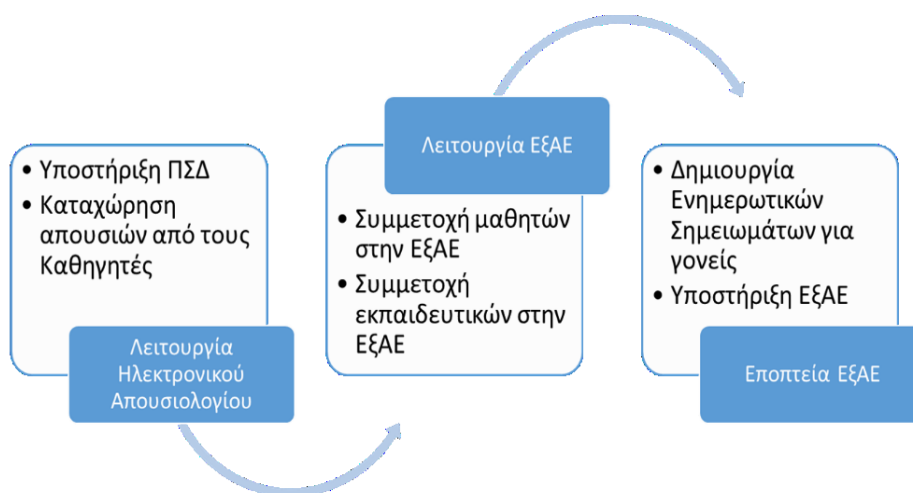 • Υποστήριξη ΠΣΔ
• Καταχώρηση
απουσιών από τους
Καθηγητές
Λειτουργία
Ηλεκτρονικού
Απουσιολογίου
Λειτουργία ΕξΑΕ
• Συμμετοχή μαθητών
στην ΕξΑΕ
• Συμμετοχή
εκπαιδευτικών στην
ΕξΑΕ
• Δημιουργία
Ενημερωτικών
Σημειωμάτων για
γονείς
• Υποστήριξη ΕξΑΕ
Εποπτεία ΕξΑΕ